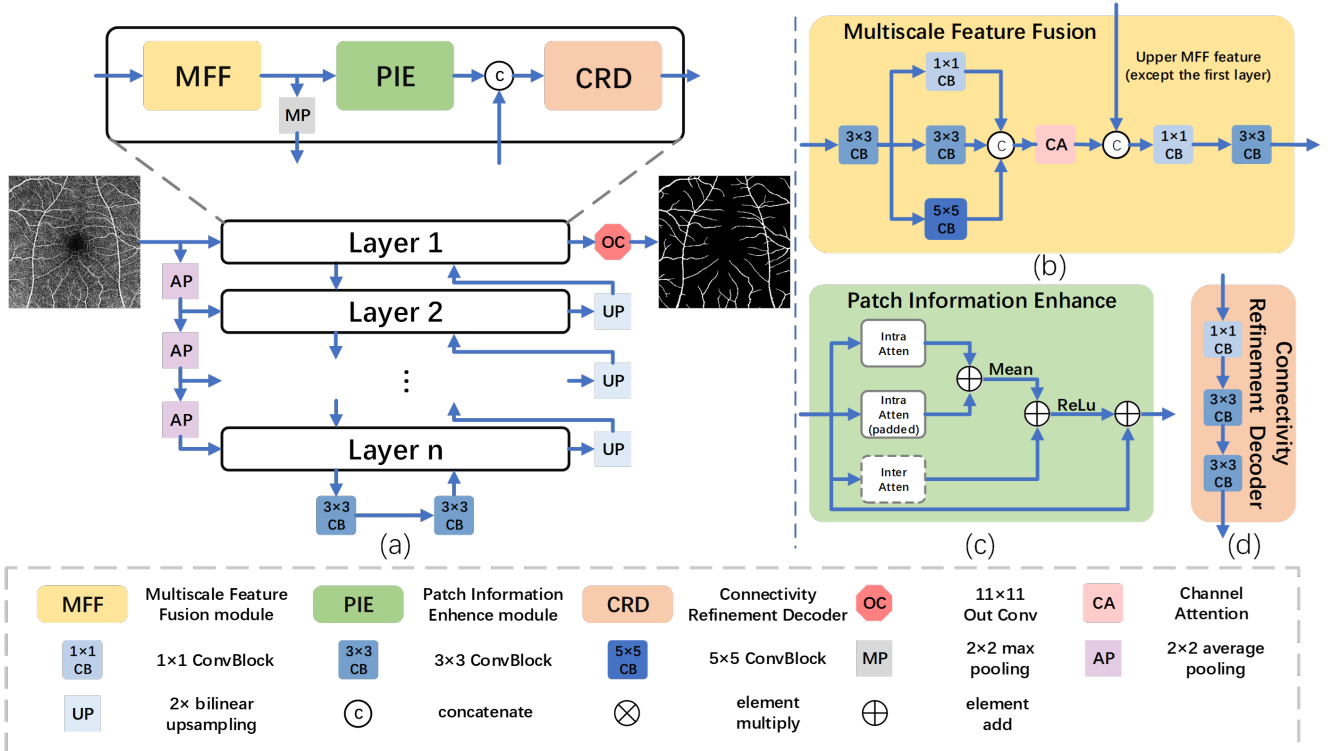 MFF
PIE
C
CRD
MP
Layer 1
OC
AP
Layer 2
UP
AP
UP
AP
Layer n
UP
3×3
CB
3×3
CB
(a)
Multiscale Feature Fusion
Upper MFF feature
(except the first layer)
1×1
CB
3×3
CB
3×3
CB
C
CA
C
1×1
CB
3×3
CB
5×5
CB
(b)
Patch Information Enhance
Intra
Atten
Mean
Intra
Atten
(padded)
ReLu
Inter
Atten
(c)
Connectivity
Refinement Decoder
1×1
CB
3×3
CB
3×3
CB
(d)
MFF
Multiscale Feature
Fusion module
PIE
Patch Information
Enhence module
CRD
Connectivity
Refinement Decoder
OC
11×11
Out Conv
CA
Channel
Attention
1×1
CB
1×1 ConvBlock
3×3
CB
3×3 ConvBlock
5×5
CB
5×5 ConvBlock
MP
2×2 max
pooling
AP
2×2 average
pooling
UP
2× bilinear
upsampling
C
concatenate
element
multiply
element
add